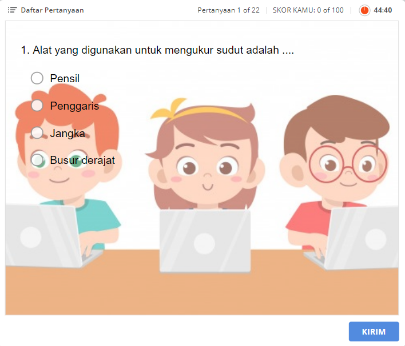 Daftar Pertanyaan
Pertanyaan 1 of 22
SKOR KAMU: 0 of 100
44:40
1. Alat yang digunakan untuk mengukur sudut adalah ....
Pensil
Penggaris
Jangka
Busur derajat
KIRIM